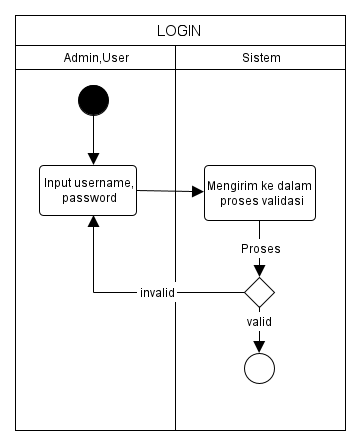 LOGIN
Admin,User
Sistem
Input username,
password
Mengirim ke dalam
proses validasi
Proses
invalid
valid